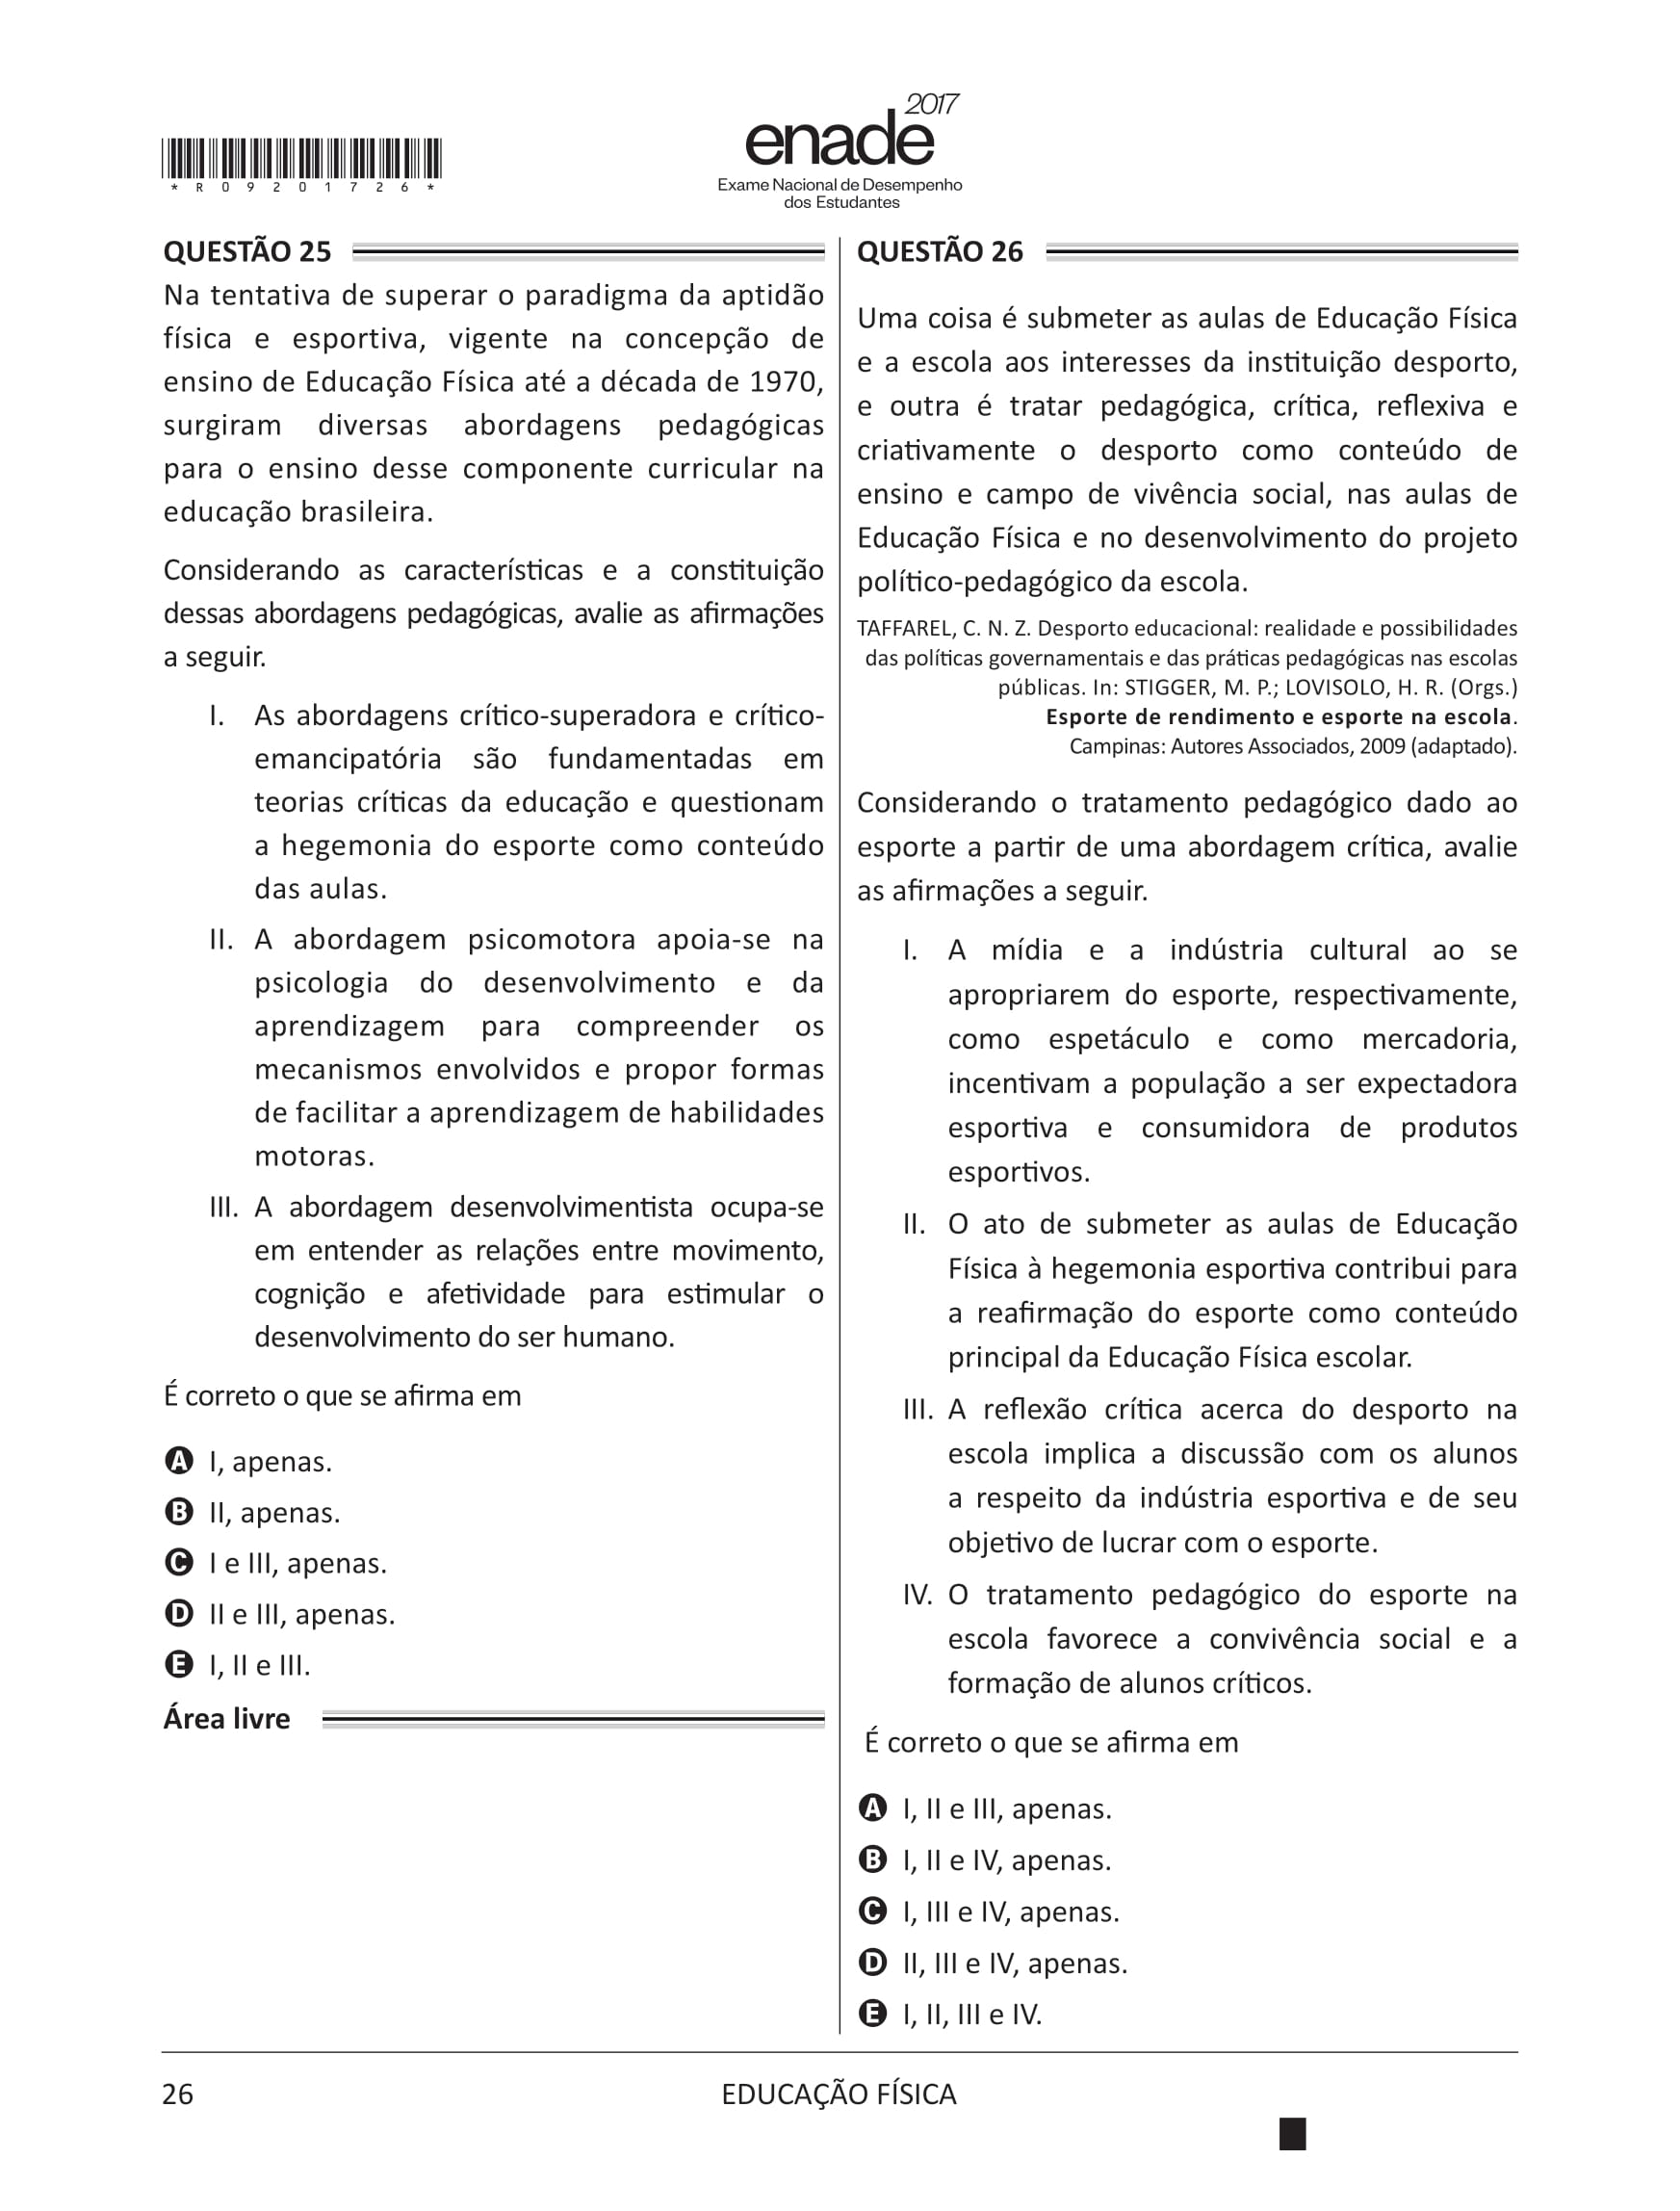 *R09201726*
enade 2017
Exame Nacional de Desempenho
dos Estudantes
QUESTÃO 25
Na tentativa de superar o paradigma da aptidão
física e esportiva, vigente na concepção de
ensino de Educação Física até a década de 1970,
surgiram diversas abordagens pedagógicas
para o ensino desse componente curricular na
educação brasileira.
Considerando as características e a constituição
dessas abordagens pedagógicas, avalie as afirmações
a seguir.
I. As abordagens crítico-superadora e crítico-
emancipatória são fundamentadas em
teorias críticas da educação e questionam
a hegemonia do esporte como conteúdo
das aulas.
II. A abordagem psicomotora apoia-se na
psicologia do desenvolvimento e da
aprendizagem para compreender os
mecanismos envolvidos e propor formas
de facilitar a aprendizagem de habilidades
motoras.
III. A abordagem desenvolvimentista ocupa-se
em entender as relações entre movimento,
cognição e afetividade para estimular o
desenvolvimento do ser humano.
É correto o que se afirma em
A I, apenas.
B II, apenas.
C I e III, apenas.
D II e III, apenas.
E I, II e III.
Área livre
QUESTÃO 26
Uma coisa é submeter as aulas de Educação Física
e a escola aos interesses da instituição desporto,
e outra é tratar pedagógica, crítica, reflexiva e
criativamente o desporto como conteúdo de
ensino e campo de vivência social, nas aulas de
Educação Física e no desenvolvimento do projeto
político-pedagógico da escola.
TAFFAREL, C. N. Z. Desporto educacional: realidade e possibilidades
das políticas governamentais e das práticas pedagógicas nas escolas
públicas. In: STIGGER, M. P.; LOVISOLO, H. R. (Orgs.)
Esporte de rendimento e esporte na escola.
Campinas: Autores Associados, 2009 (adaptado).
Considerando o tratamento pedagógico dado ao
esporte a partir de uma abordagem crítica, avalie
as afirmações a seguir.
I. A mídia e a indústria cultural ao se
apropriarem do esporte, respectivamente,
como espetáculo e como mercadoria,
incentivam a população a ser expectadora
esportiva e consumidora de produtos
esportivos.
II. O ato de submeter as aulas de Educação
Física à hegemonia esportiva contribui para
a reafirmação do esporte como conteúdo
principal da Educação Física escolar.
III. A reflexão crítica acerca do desporto na
escola implica a discussão com os alunos
a respeito da indústria esportiva e de seu
objetivo de lucrar com o esporte.
IV. O tratamento pedagógico do esporte na
escola favorece a convivência social e a
formação de alunos críticos.
É correto o que se afirma em
A I, II e III, apenas.
B I, II e IV, apenas.
C I, III e IV, apenas.
D II, III e IV, apenas.
E I, II, III e IV.
26
EDUCAÇÃO FÍSICA